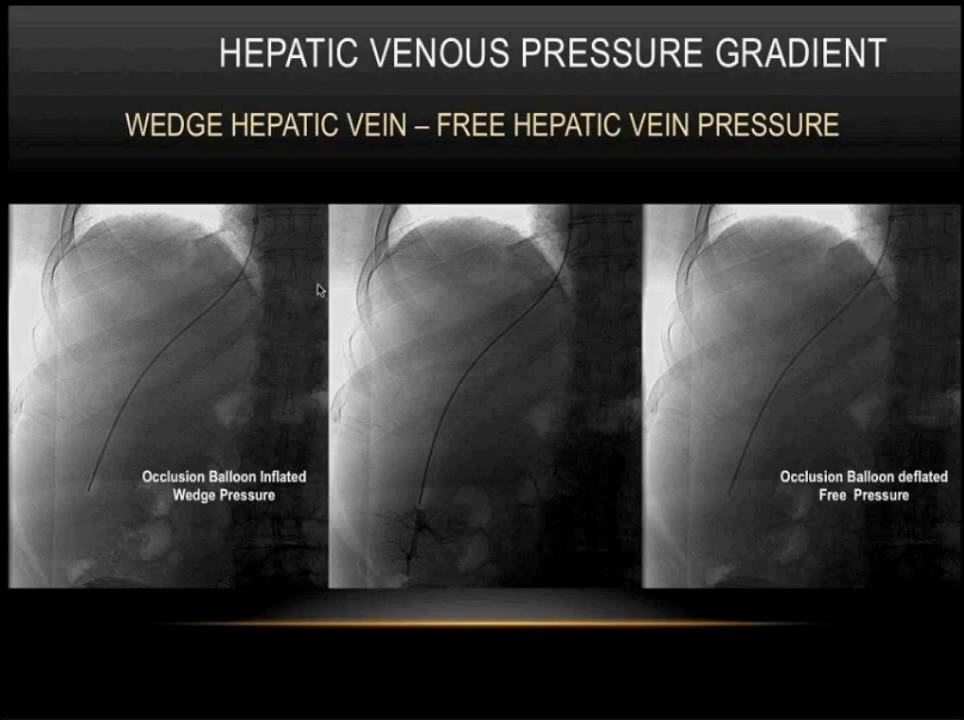 HEPATIC VENOUS PRESSURE GRADIENT
WEDGE HEPATIC VEIN – FREE HEPATIC VEIN PRESSURE
Occlusion Balloon Inflated
Wedge Pressure
Occlusion Balloon deflated
Free Pressure